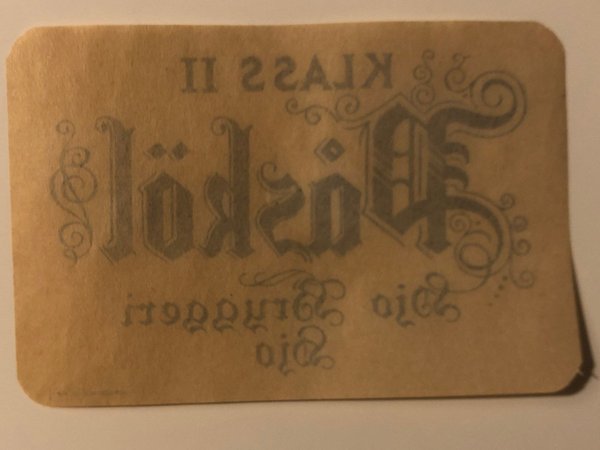 KLASS II
Påsköl
Sjo Bryggeri
Sjo